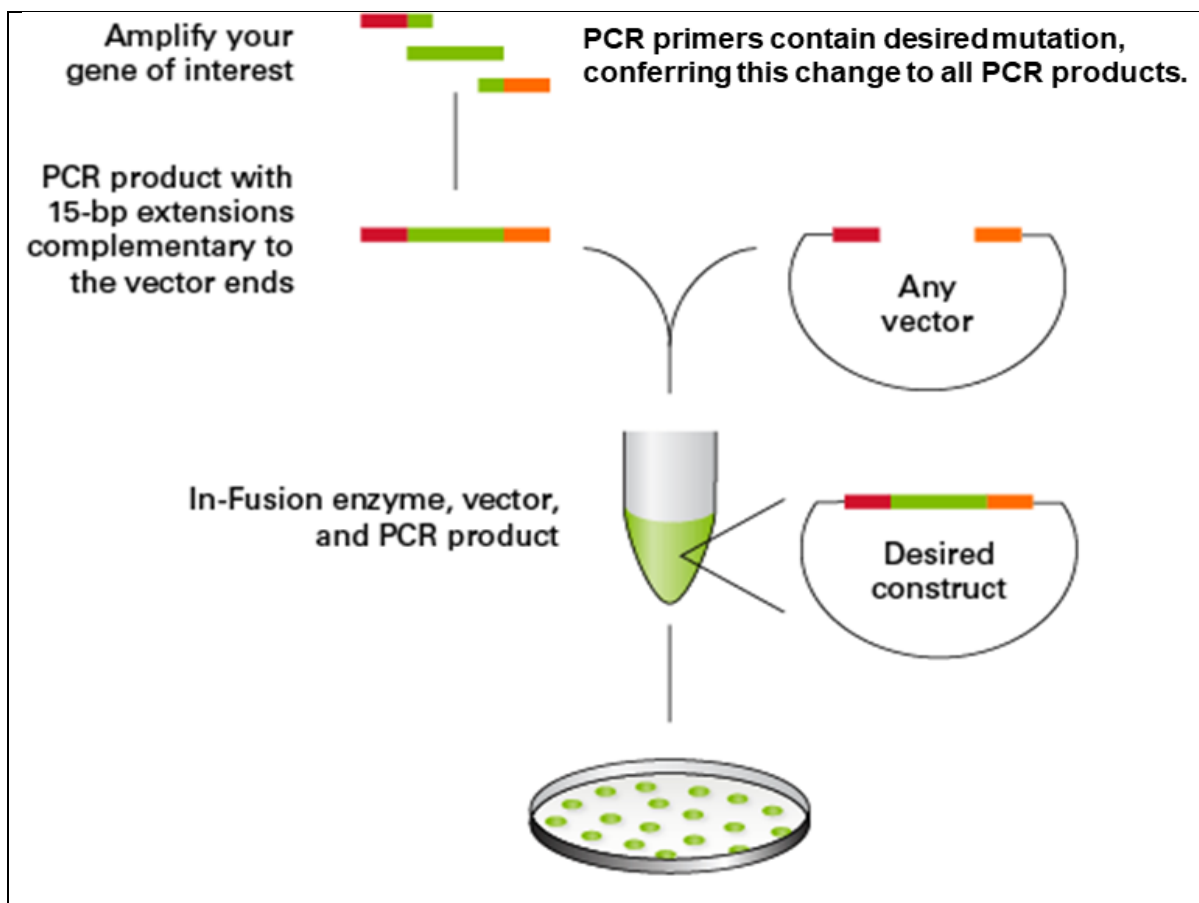 Amplify your
gene of interest
PCR primers contain desired mutation,
conferring this change to all PCR products.
PCR product with
15-bp extensions
complementary to
the vector ends
Any
vector
In-Fusion enzyme, vector,
and PCR product
Desired
construct